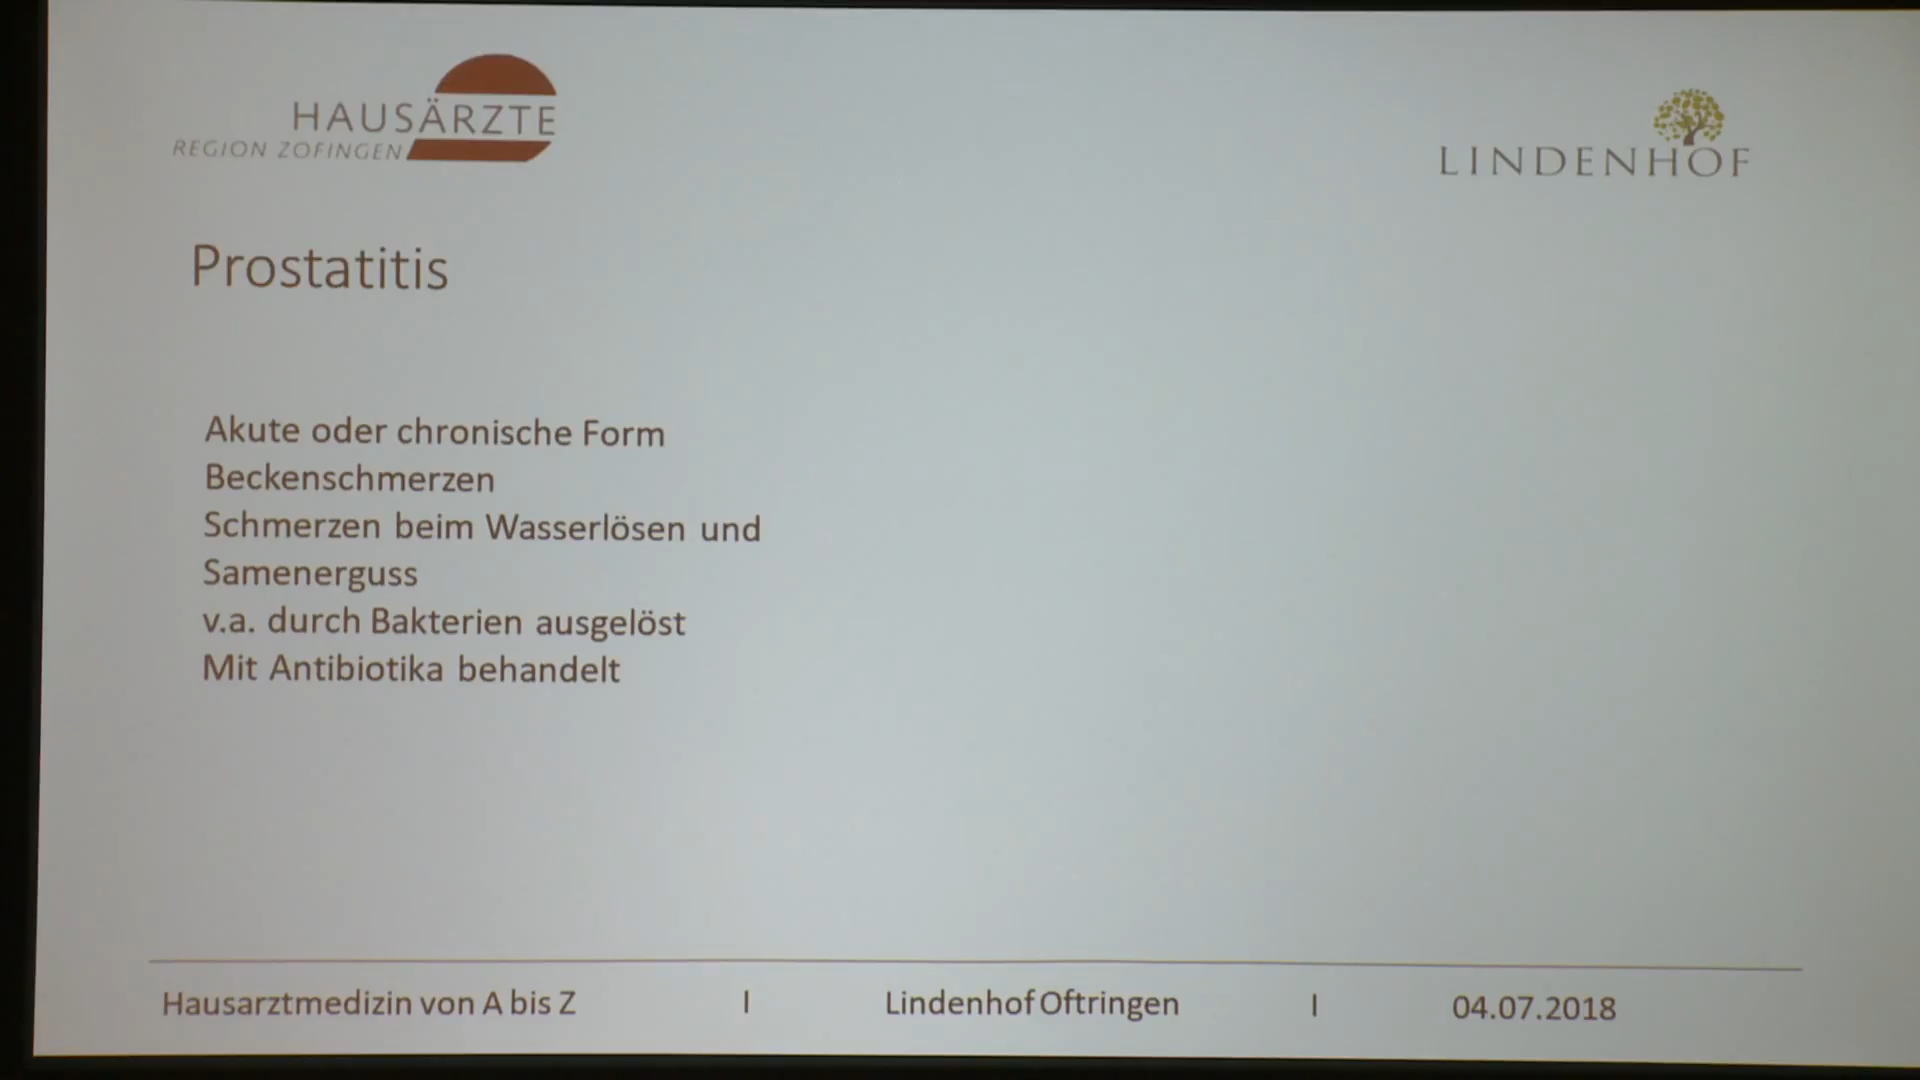 HAUSÄRZTE
REGION ZOFINGEN
LINDENHOF
Prostatitis
Akute oder chronische Form
Beckenschmerzen
Schmerzen beim Wasserlösen und
Samenerguss
v.a. durch Bakterien ausgelöst
Mit Antibiotika behandelt
Hausarztmedizin von A bis Z I Lindenhof Oftringen I 04.07.2018